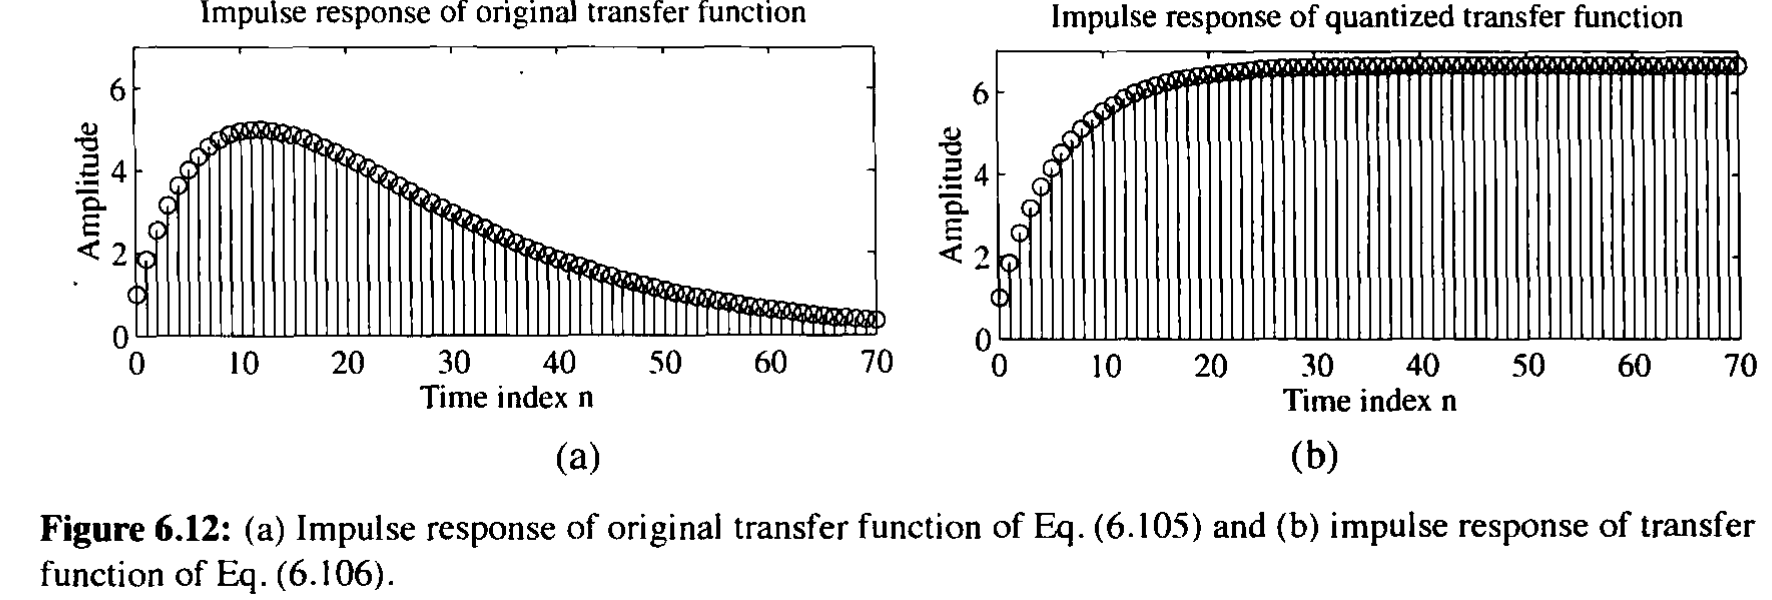 Impulse response of original transfer function
6
4
2
0
Amplitude
0 10 20 30 40 50 60 70
Time index n
(a)
Impulse response of quantized transfer function
6
4
2
0
Amplitude
0 10 20 30 40 50 60 70
Time index n
(b)
Figure 6.12: (a) Impulse response of original transfer function of Eq. (6.105) and (b) impulse response of transfer
function of Eq. (6.106).